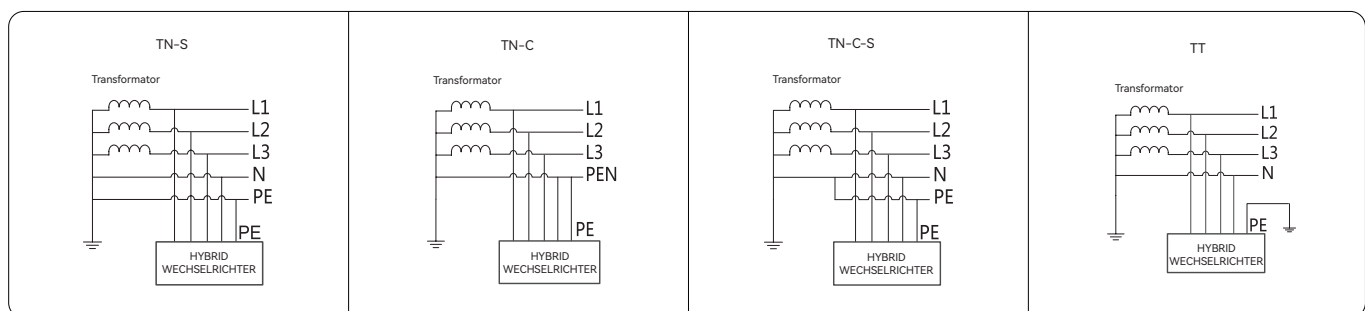 TN-S
Transformator
L1
L2
L3
N
PE
PE
HYBRID
WECHSELRICHTER
TN-C
Transformator
L1
L2
L3
PEN
PE
HYBRID
WECHSELRICHTER
TN-C-S
Transformator
L1
L2
L3
N
PE
PE
HYBRID
WECHSELRICHTER
TT
Transformator
L1
L2
L3
N
PE
HYBRID
WECHSELRICHTER